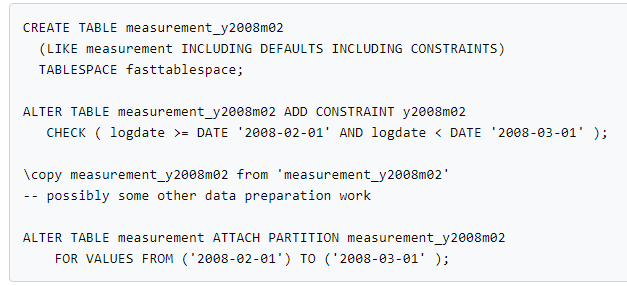 CREATE TABLE measurement_y2008m02
  (LIKE measurement INCLUDING DEFAULTS INCLUDING CONSTRAINTS)
  TABLESPACE fasttablespace;

ALTER TABLE measurement_y2008m02 ADD CONSTRAINT y2008m02
   CHECK ( logdate >= DATE '2008-02-01' AND logdate < DATE '2008-03-01' );

\copy measurement_y2008m02 from 'measurement_y2008m02'
-- possibly some other data preparation work

ALTER TABLE measurement ATTACH PARTITION measurement_y2008m02
    FOR VALUES FROM ('2008-02-01') TO ('2008-03-01' );